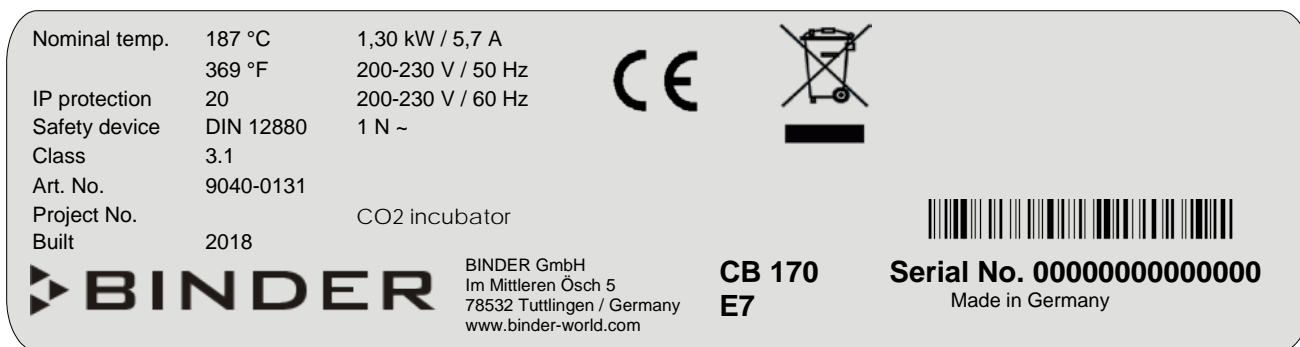 Nominal temp. 187 °C 1,30 kW / 5,7 A
369 °F 200-230 V / 50 Hz
IP protection 20 200-230 V / 60 Hz
Safety device DIN 12880 1 N ~
Class 3.1
Art. No. 9040-0131
Project No. CO2 incubator
Built 2018
CE
BINDER
BINDER GmbH
Im Mittleren Ösch 5
78532 Tuttlingen / Germany
www.binder-world.com
CB 170
E7
Serial No. 00000000000000
Made in Germany